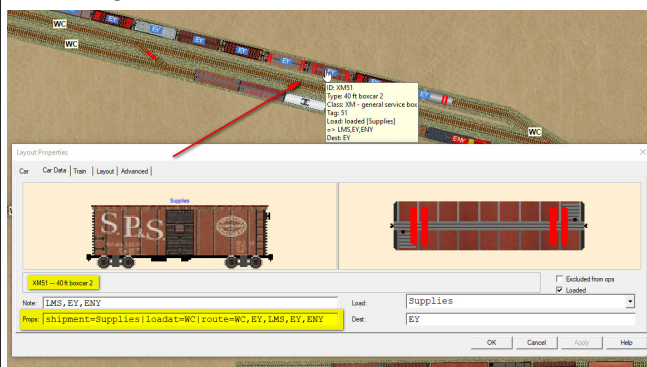 WC
EY
WC
EY
EY
EY
EY
WC
ENY
ID: XM51
Type: 40 ft boxcar 2
Class: XM - general service box
Tag: 51
Load: loaded [Supplies]
=> LMS,EY,ENY
Dest: EY
Layout Properties
Car Car Data Train Layout Advanced
Supplies
S.P.&S.
XM51 -- 40 ft boxcar 2
Excluded from ops
Loaded
Note: LMS,EY,ENY Load: Supplies
Props: shipment=Supplies|loadat=WC|route=WC,EY,LMS,EY,ENY Dest: EY
OK Cancel Apply Help